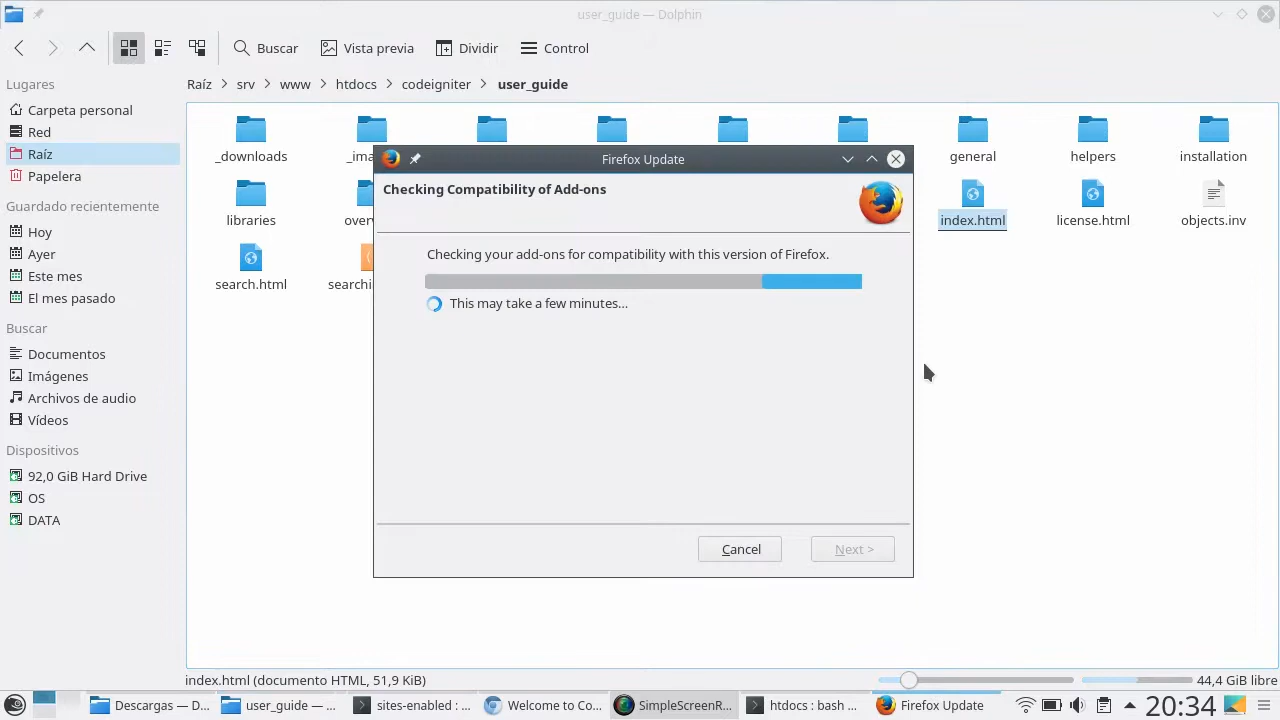 user_guide — Dolphin
Buscar
Vista previa
Dividir
Control
Lugares
Raíz > srv > www > htdocs > codeigniter > user_guide
Carpeta personal
Red
Raíz
Papelera
Guardado recientemente
Hoy
Ayer
Este mes
El mes pasado
Buscar
Documentos
Imágenes
Archivos de audio
Vídeos
Dispositivos
92,0 GiB Hard Drive
OS
DATA
_downloads
general
helpers
installation
libraries
index.html
license.html
objects.inv
search.html
Firefox Update
Checking Compatibility of Add-ons
Checking your add-ons for compatibility with this version of Firefox.
This may take a few minutes...
Cancel
Next >
index.html (documento HTML, 51,9 KiB)
44,4 GiB libre
Descargas — D...
user_guide — ...
sites-enabled : ...
Welcome to Co...
SimpleScreenR...
htdocs : bash ...
Firefox Update
20:34